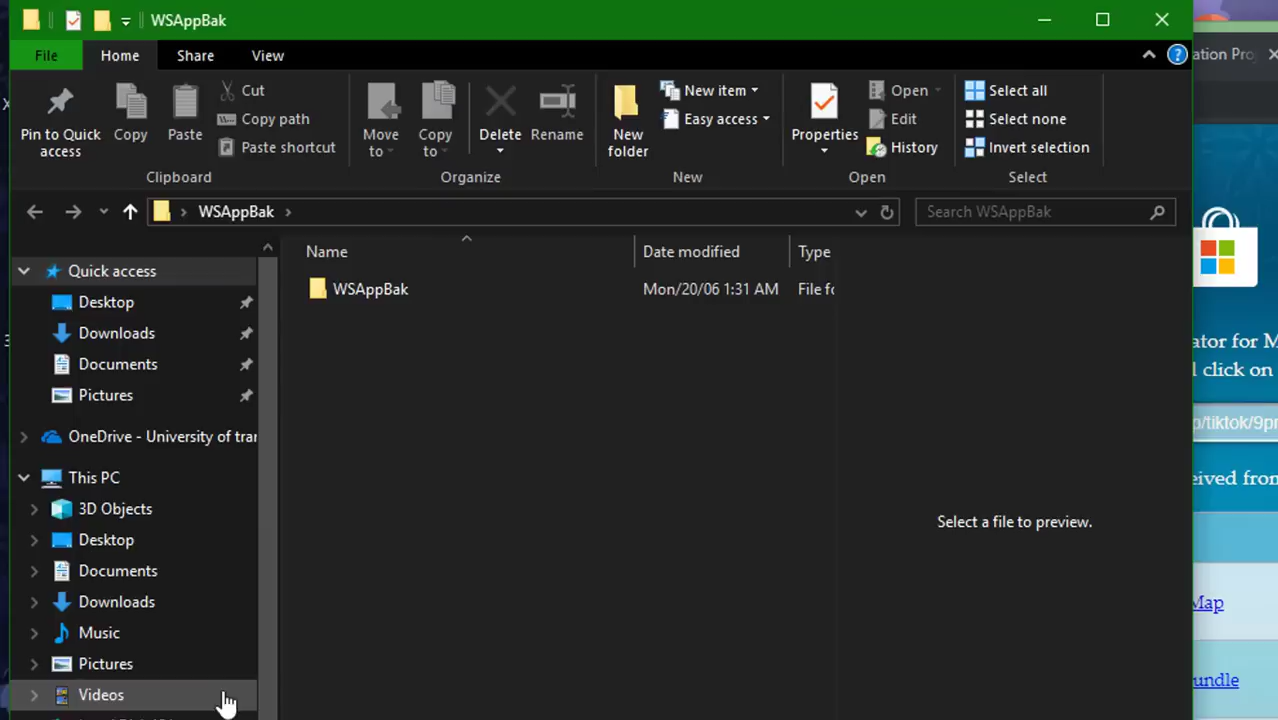 WSAppBak
ation Pro
File Home Share View
Pin to Quick access
Copy
Paste
Cut
Copy path
Paste shortcut
Clipboard
Move to
Copy to
Delete
Rename
Organize
New folder
New item
Easy access
New
Properties
Open
Edit
History
Open
Select all
Select none
Invert selection
Select
WSAppBak
Search WSAppBak
Name Date modified Type
WSAppBak Mon/20/06 1:31 AM File fo
Quick access
Desktop
Downloads
Documents
Pictures
OneDrive - University of tran
This PC
3D Objects
Desktop
Documents
Downloads
Music
Pictures
Videos
Select a file to preview.
ator for M
l click on
p/tiktok/9pn
eived from
Map
undle